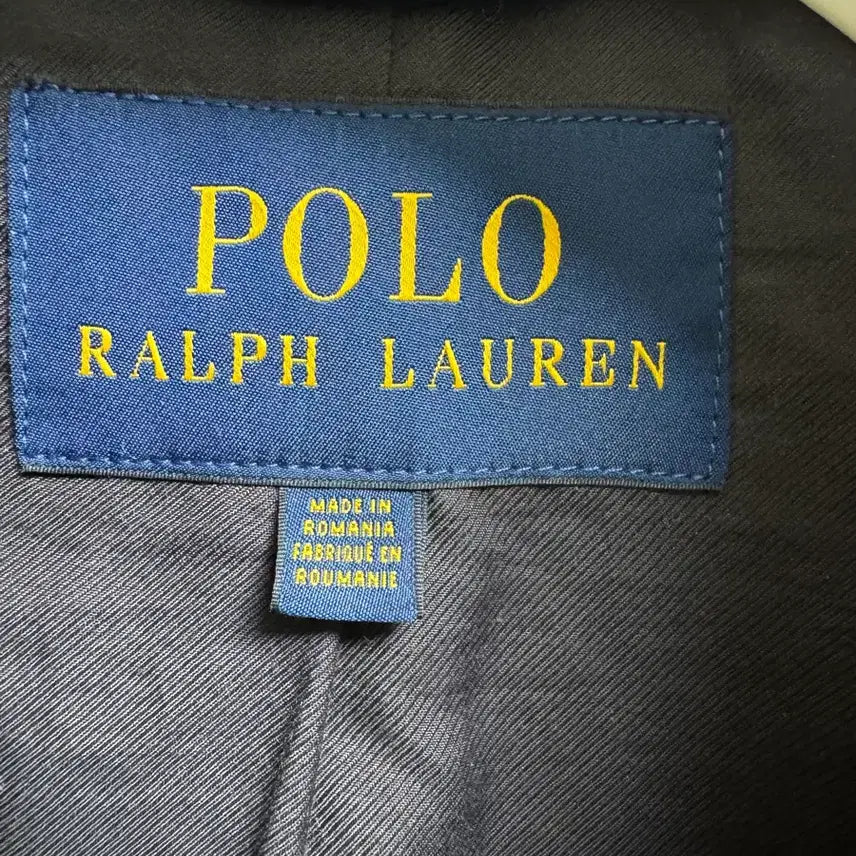 POLO
RALPH LAUREN
MADE IN
ROMANIA
FABRIQUÉ EN
ROUMANIE